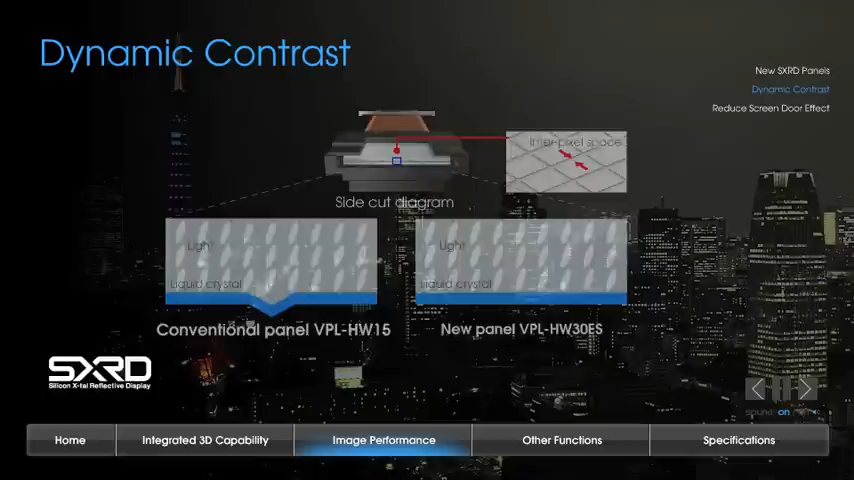 Dynamic Contrast
New SXRD Panels
Dynamic Contrast
Reduce Screen Door Effect
Inter-pixel space
Side cut diagram
Light
Light
Liquid crystal
Liquid crystal
Conventional panel VPL-HW15
New panel VPL-HW30ES
SXRD
Silicon X-tal Reflective Display
sound on
Home
Integrated 3D Capability
Image Performance
Other Functions
Specifications